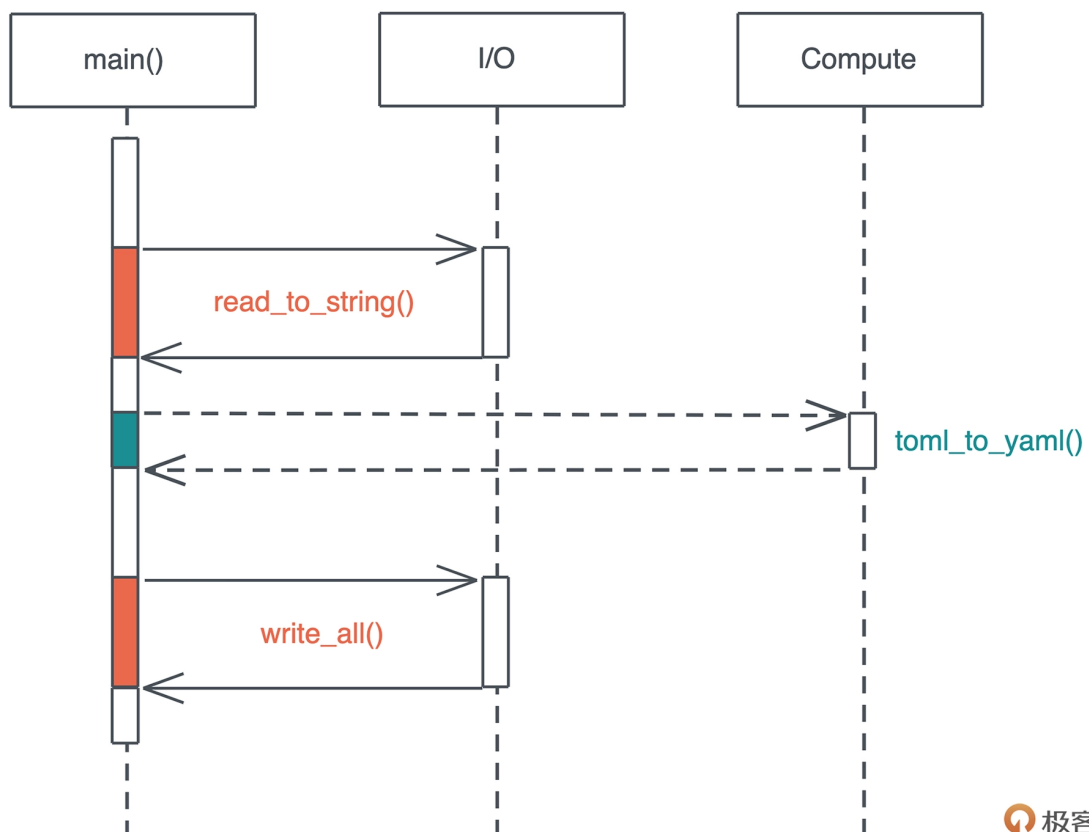 main()
I/O
Compute
read_to_string()
toml_to_yaml()
write_all()
极客